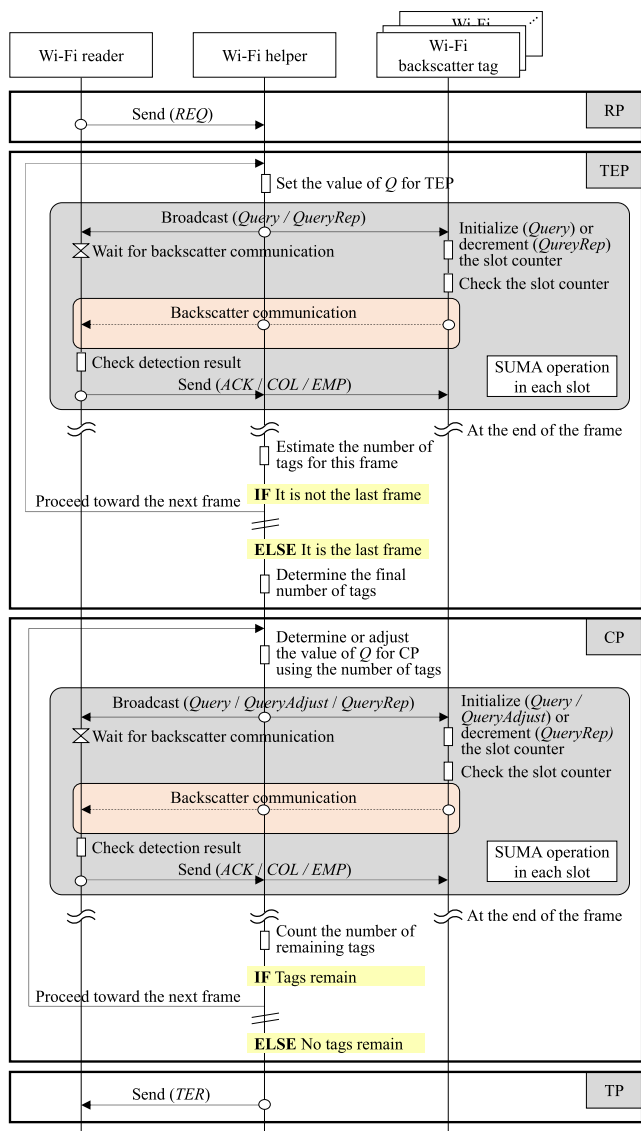 Wi-Fi reader
Wi-Fi helper
Wi-Fi
Wi-Fi
backscatter tag
RP
Send (REQ)
TEP
Set the value of Q for TEP
Broadcast (Query / QueryRep)
Initialize (Query) or
decrement (QureyRep)
the slot counter
Wait for backscatter communication
Check the slot counter
Backscatter communication
Check detection result
Send (ACK / COL / EMP)
SUMA operation
in each slot
At the end of the frame
Estimate the number of
tags for this frame
IF It is not the last frame
Proceed toward the next frame
ELSE It is the last frame
Determine the final
number of tags
CP
Determine or adjust
the value of Q for CP
using the number of tags
Broadcast (Query / QueryAdjust / QueryRep)
Initialize (Query /
QueryAdjust) or
decrement (QueryRep)
the slot counter
Wait for backscatter communication
Check the slot counter
Backscatter communication
Check detection result
Send (ACK / COL / EMP)
SUMA operation
in each slot
At the end of the frame
Count the number of
remaining tags
IF Tags remain
Proceed toward the next frame
ELSE No tags remain
TP
Send (TER)